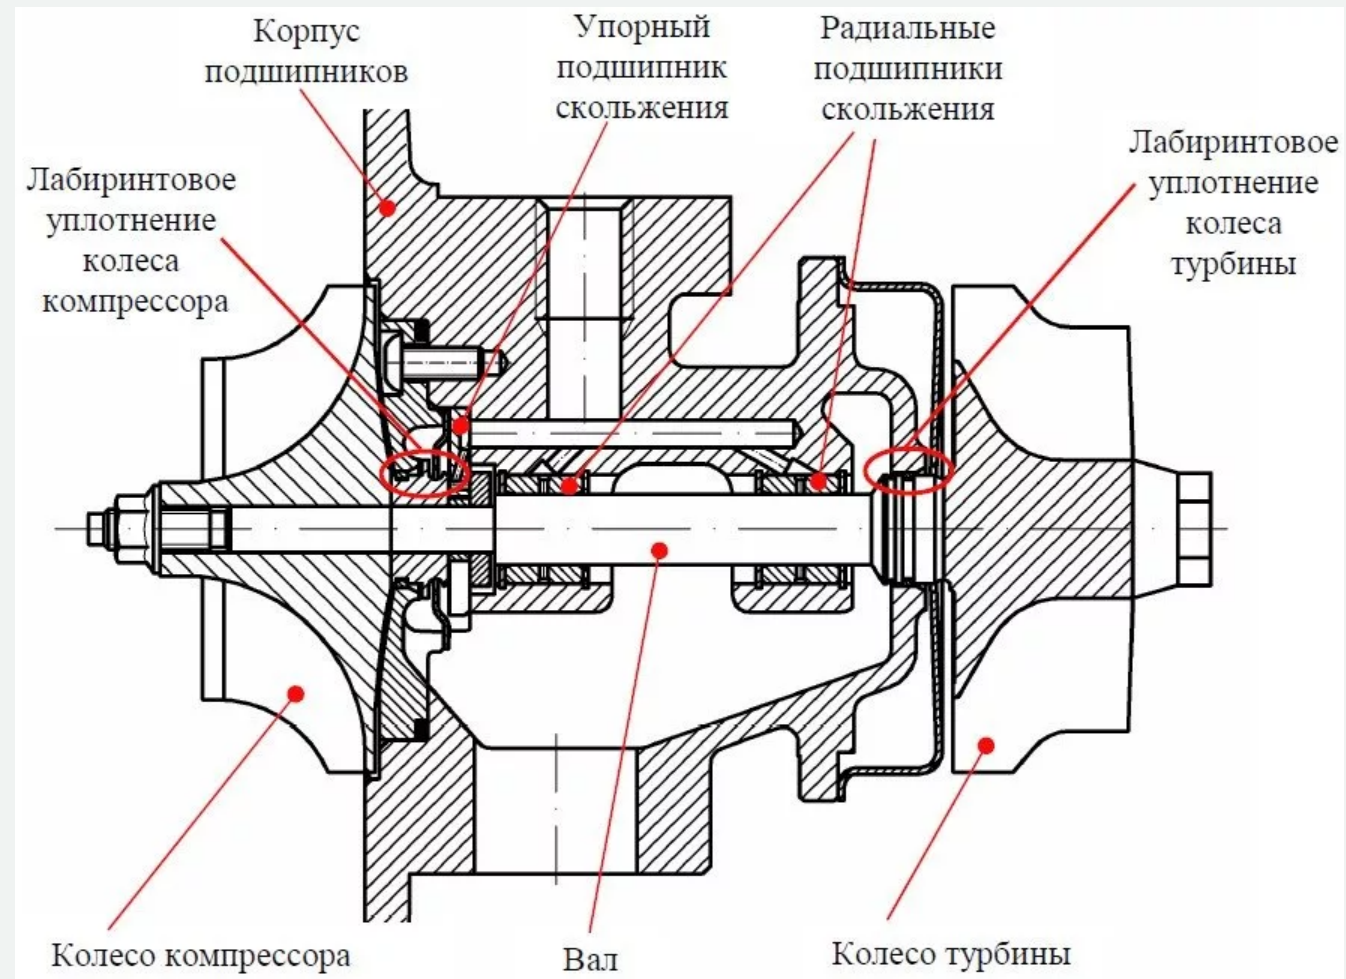 Корпус
подшипников
Упорный
подшипник
скольжения
Радиальные
подшипники
скольжения
Лабиринтовое
уплотнение
колеса
турбины
Лабиринтовое
уплотнение
колеса
компрессора
Колесо компрессора
Вал
Колесо турбины